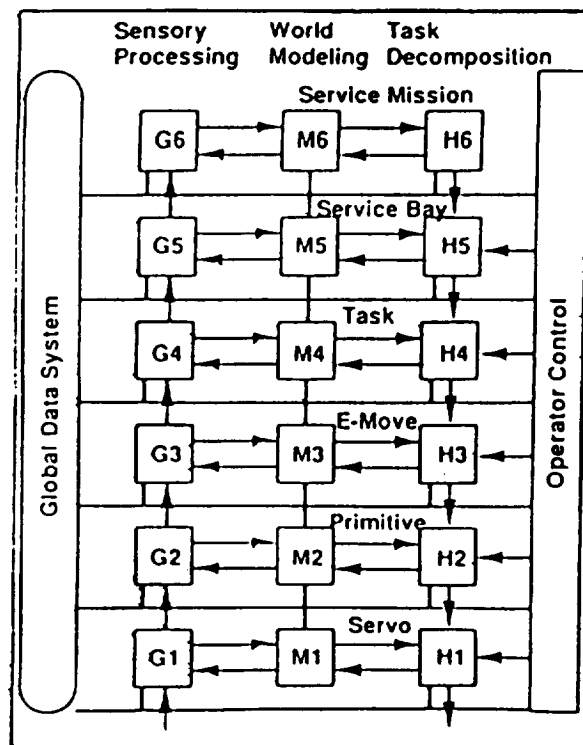 Sensory Processing
World Modeling
Task Decomposition
Service Mission
G6 M6 H6
Service Bay
G5 M5 H5
Task
G4 M4 H4
E-Move
G3 M3 H3
Primitive
G2 M2 H2
Servo
G1 M1 H1
Global Data System
Operator Control